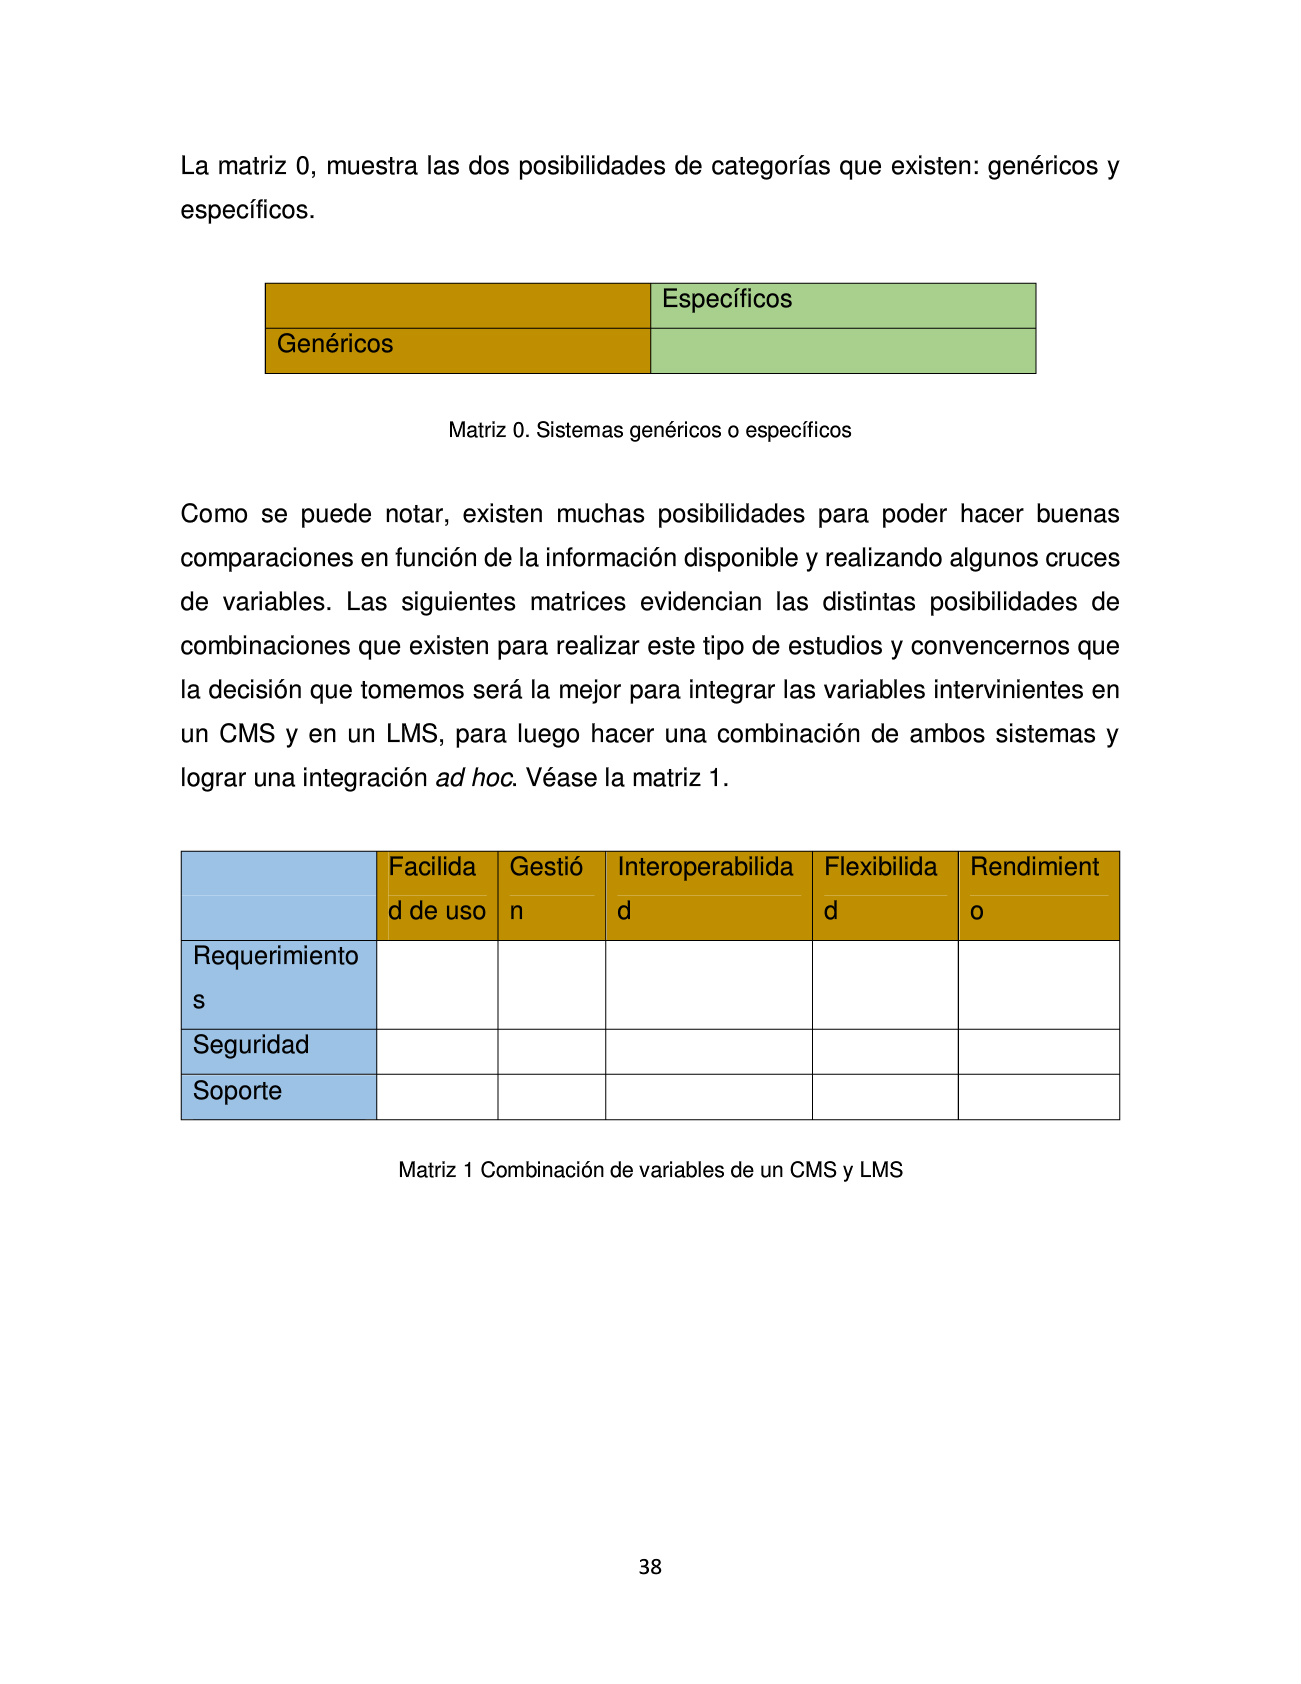 La matriz 0, muestra las dos posibilidades de categorías que existen: genéricos y
específicos.
Específicos
Genéricos
Matriz 0. Sistemas genéricos o específicos
Como se puede notar, existen muchas posibilidades para poder hacer buenas
comparaciones en función de la información disponible y realizando algunos cruces
de variables. Las siguientes matrices evidencian las distintas posibilidades de
combinaciones que existen para realizar este tipo de estudios y convencernos que
la decisión que tomemos será la mejor para integrar las variables intervinientes en
un CMS y en un LMS, para luego hacer una combinación de ambos sistemas y
lograr una integración ad hoc. Véase la matriz 1.
Facilida Gestió Interoperabilida Flexibilida Rendimient
d de uso n d d o
Requerimiento
s
Seguridad
Soporte
Matriz 1 Combinación de variables de un CMS y LMS
38